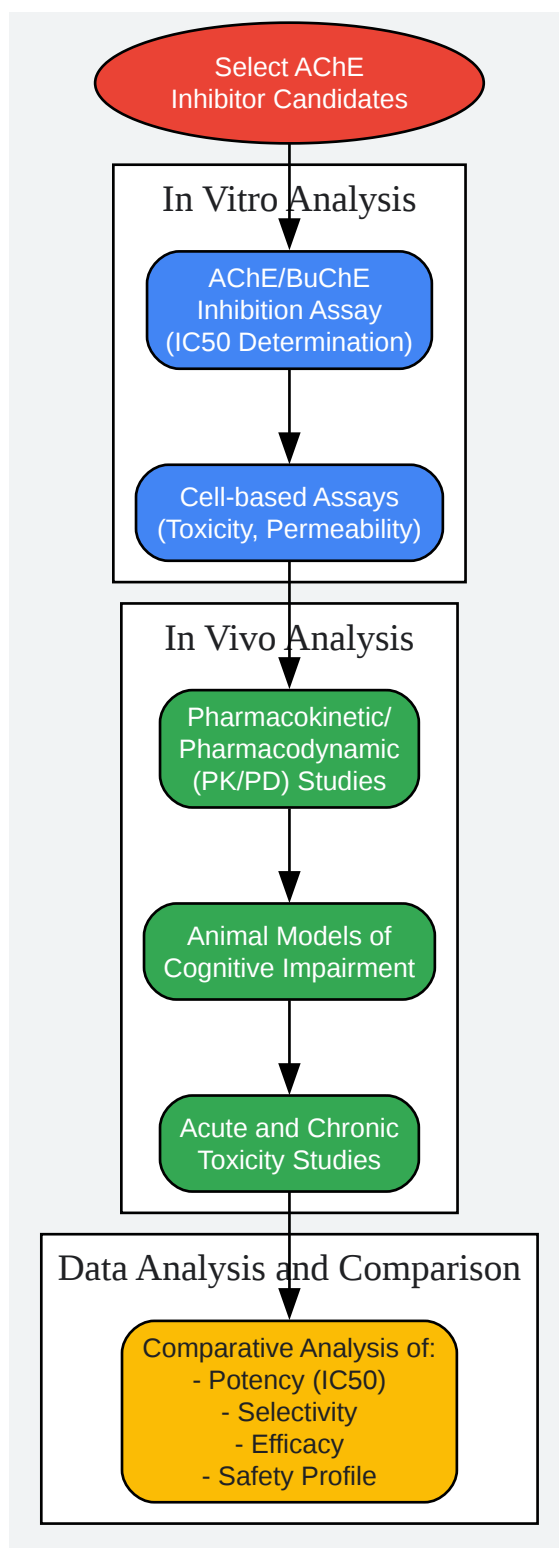 Select AChE
Inhibitor Candidates
In Vitro Analysis
AChE/BuChE
Inhibition Assay
(IC50 Determination)
Cell-based Assays
(Toxicity, Permeability)
In Vivo Analysis
Pharmacokinetic/
Pharmacodynamic
(PK/PD) Studies
Animal Models of
Cognitive Impairment
Acute and Chronic
Toxicity Studies
Data Analysis and Comparison
Comparative Analysis of:
- Potency (IC50)
- Selectivity
- Efficacy
- Safety Profile